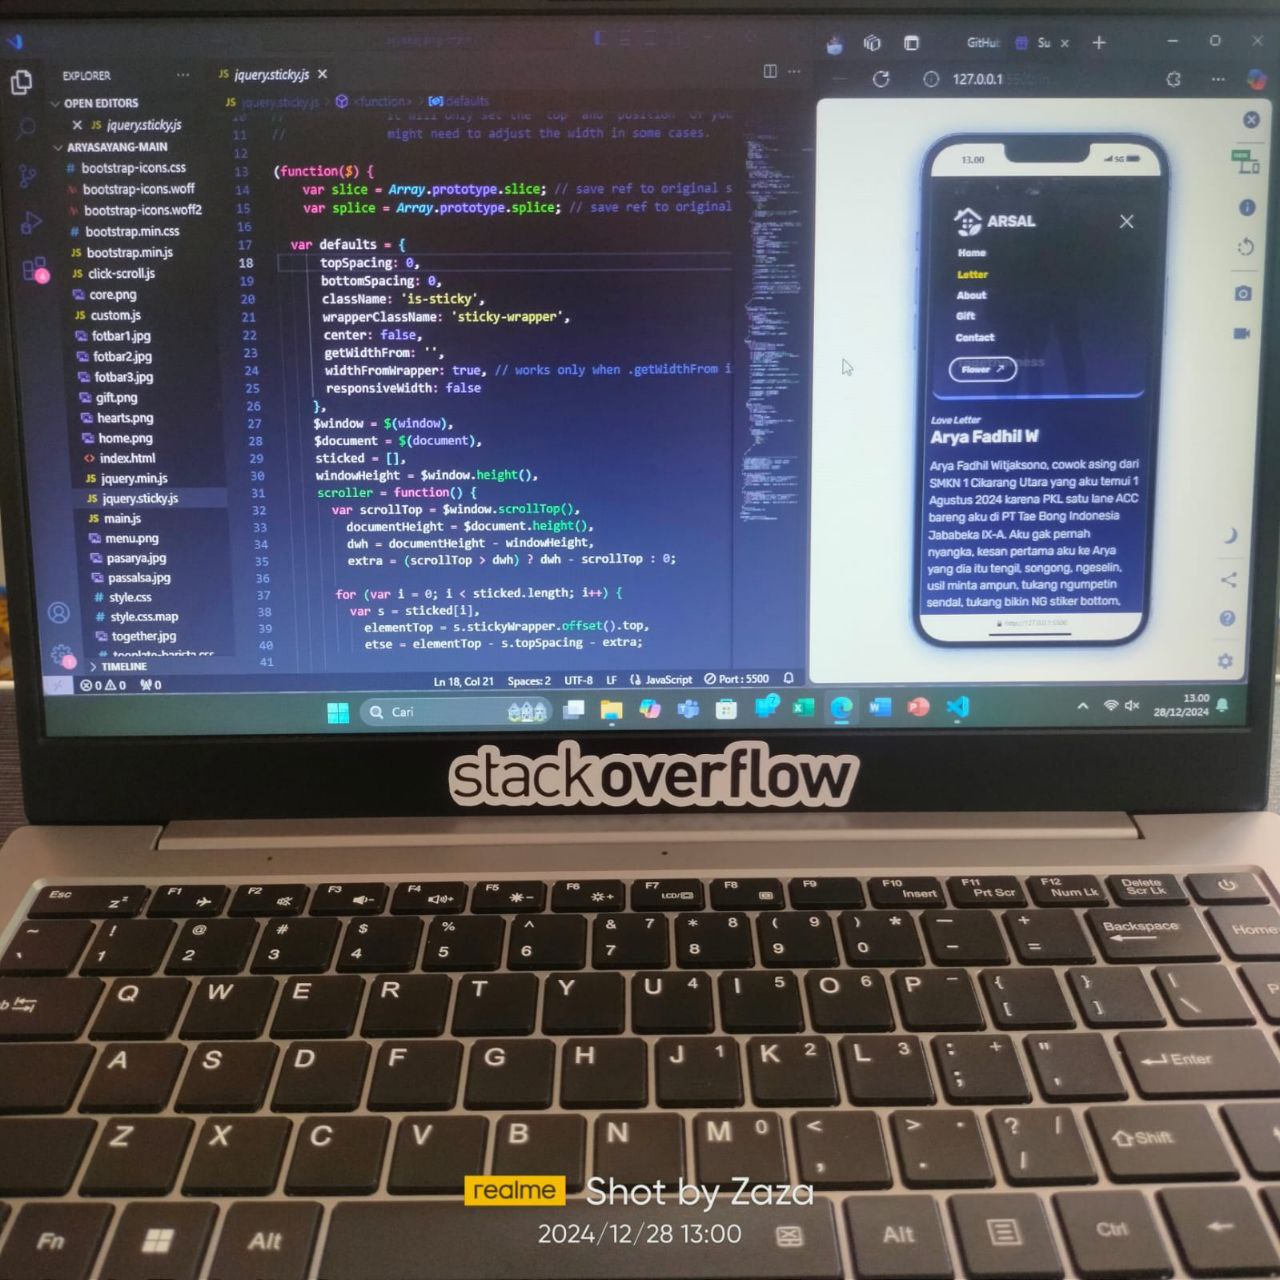 GitHub
Su
EXPLORER
JS jquery.sticky.js
127.0.0.1
OPEN EDITORS
JS jquery.sticky.js
ARYASAYANG-MAIN
bootstrap-icons.css
bootstrap-icons.woff
bootstrap-icons.woff2
bootstrap.min.css
JS bootstrap.min.js
JS click-scroll.js
core.png
JS custom.js
fotbar1.jpg
fotbar2.jpg
fotbar3.jpg
gift.png
hearts.png
home.png
index.html
JS jquery.min.js
JS jquery.sticky.js
JS main.js
menu.png
pasarya.jpg
passalsa.jpg
style.css
style.css.map
together.jpg
TIMELINE
JS jquery.sticky.js > <function> > defaults
10 // it will only set the 'top' and 'position' of you
11 // might need to adjust the width in some cases.
12
13 (function($) {
14 var slice = Array.prototype.slice; // save ref to original s
15 var splice = Array.prototype.splice; // save ref to original
16
17 var defaults = {
18 topSpacing: 0,
19 bottomSpacing: 0,
20 className: 'is-sticky',
21 wrapperClassName: 'sticky-wrapper',
22 center: false,
23 getWidthFrom: '',
24 widthFromWrapper: true, // works only when .getWidthFrom i
25 responsiveWidth: false
26 },
27 $window = $(window),
28 $document = $(document),
29 sticked = [],
30 windowHeight = $window.height(),
31 scroller = function() {
32 var scrollTop = $window.scrollTop(),
33 documentHeight = $document.height(),
34 dwh = documentHeight - windowHeight,
35 extra = (scrollTop > dwh) ? dwh - scrollTop : 0;
36
37 for (var i = 0; i < sticked.length; i++) {
38 var s = sticked[i],
39 elementTop = s.stickyWrapper.offset().top,
40 etse = elementTop - s.topSpacing - extra;
41
0 0 0
Ln 18, Col 21 Spaces: 2 UTF-8 LF JavaScript Port : 5500
13.00 5G
ARSAL
Home
Letter
About
Gift
Contact
Flower
Love Letter
Arya Fadhil W
Arya Fadhil Witjaksono, cowok asing dari
SMKN 1 Cikarang Utara yang aku temui 1
Agustus 2024 karena PKL satu lane ACC
bareng aku di PT Tae Bong Indonesia
Jababeka IX-A. Aku gak pernah
nyangka, kesan pertama aku ke Arya
yang dia itu tengil, songong, ngeselin,
usil minta ampun, tukang ngumpetin
sendal, tukang bikin NG stiker bottom,
http://127.0.0.1:5500
Cari
13.00
28/12/2024
stackoverflow
Esc Zzz F1 F2 F3 F4 F5 F6 F7 LCD F8 F9 F10 Insert F11 Prt Scr F12 Num Lk Delete Scr Lk
~ ` ! 1 @ 2 # 3 $ 4 % 5 ^ 6 & 7 7 * 8 8 ( 9 9 ) 0 * — - + = Backspace Home
Q W E R T Y U 4 I 5 O 6 P - { [ } ] | \ P
A S D F G H J 1 K 2 L 3 : ; + " ' Enter
Z X C V B N M 0 < , > . . ? / / Shift
Fn Alt Alt Ctrl
realme Shot by Zaza
2024/12/28 13:00